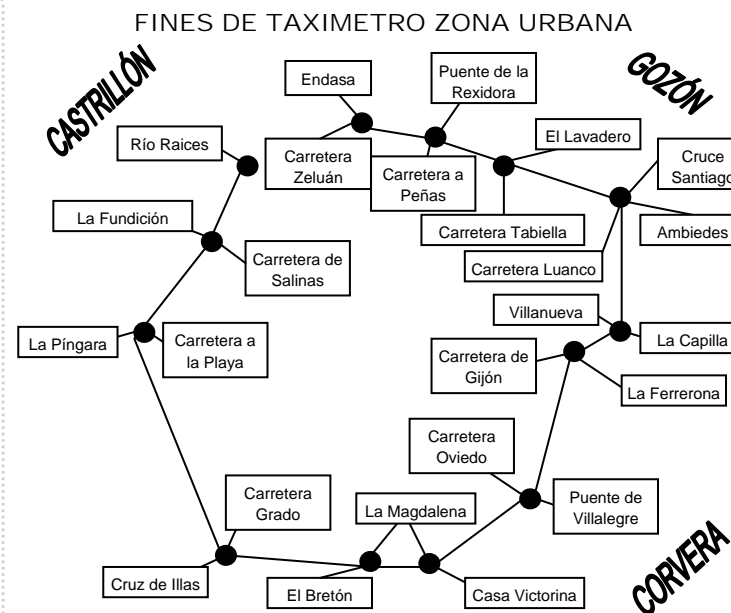 FINES DE TAXIMETRO ZONA URBANA
CASTRILLÓN
GOZÓN
Endasa
Puente de la
Rexidora
Río Raices
El Lavadero
Carretera
Zeluán
Carretera a
Peñas
Cruce
Santiago
La Fundición
Carretera Tabiella
Ambiedes
Carretera de
Salinas
Carretera Luanco
Villanueva
La Píngara
Carretera a
la Playa
La Capilla
Carretera de
Gijón
La Ferrerona
Carretera
Oviedo
Carretera
Grado
La Magdalena
Puente de
Villalegre
Cruz de Illas
El Bretón
Casa Victorina
CORVERA